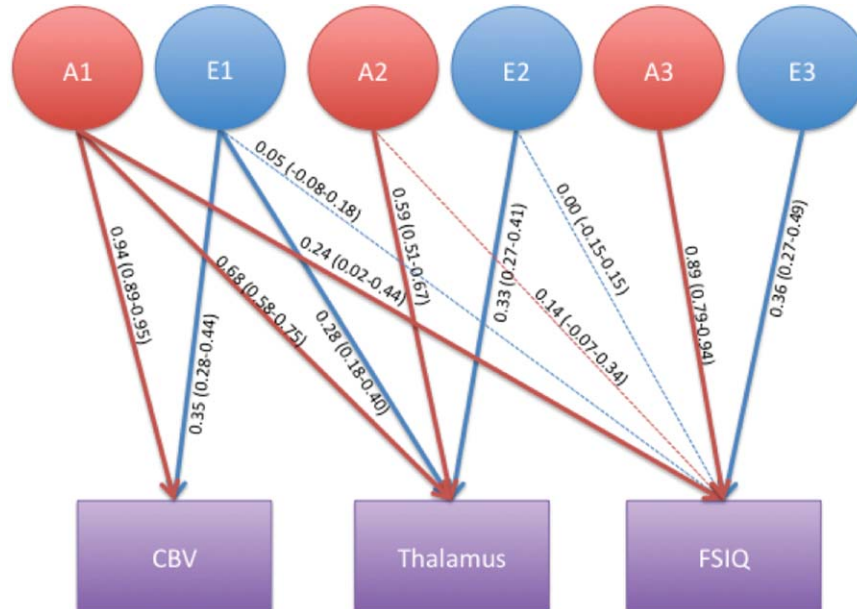 A1
E1
A2
E2
A3
E3
0.94 (0.89-0.95)
0.35 (0.28-0.44)
0.68 (0.58-0.75)
0.24 (0.02-0.44)
0.05 (-0.08-0.18)
0.28 (0.18-0.40)
0.59 (0.51-0.67)
0.14 (-0.07-0.34)
0.33 (0.27-0.41)
0.00 (-0.15-0.15)
0.89 (0.79-0.94)
0.36 (0.27-0.49)
CBV
Thalamus
FSIQ